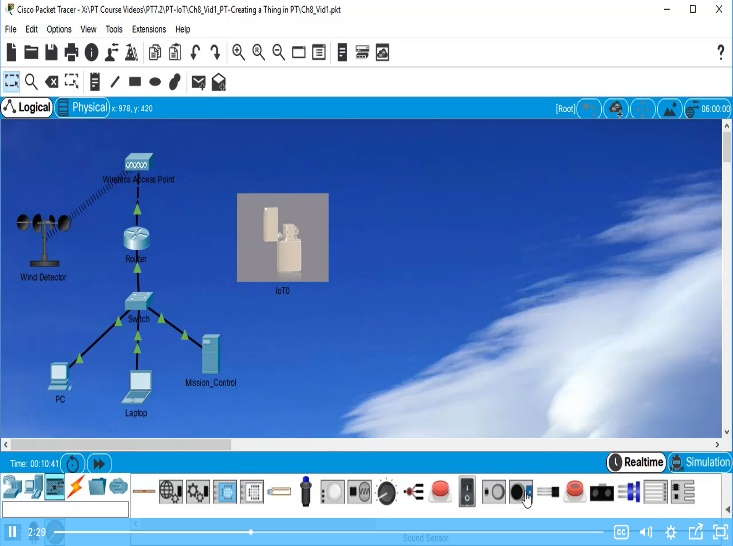 Cisco Packet Tracer - X:\PT Course Videos\PT7.2\PT-IoT\Ch8_Vid1_PT-Creating a Thing in PT\Ch8_Vid1.pkt
File Edit Options View Tools Extensions Help
?
Logical Physical x: 978, y: 420 [Root] 06:00:00
Wireless Access Point
Router
Wind Detector
IoT0
Switch
Mission_Control
PC
Laptop
Time: 00:10:41 Realtime Simulation
2:29 CC
Sound Sensor